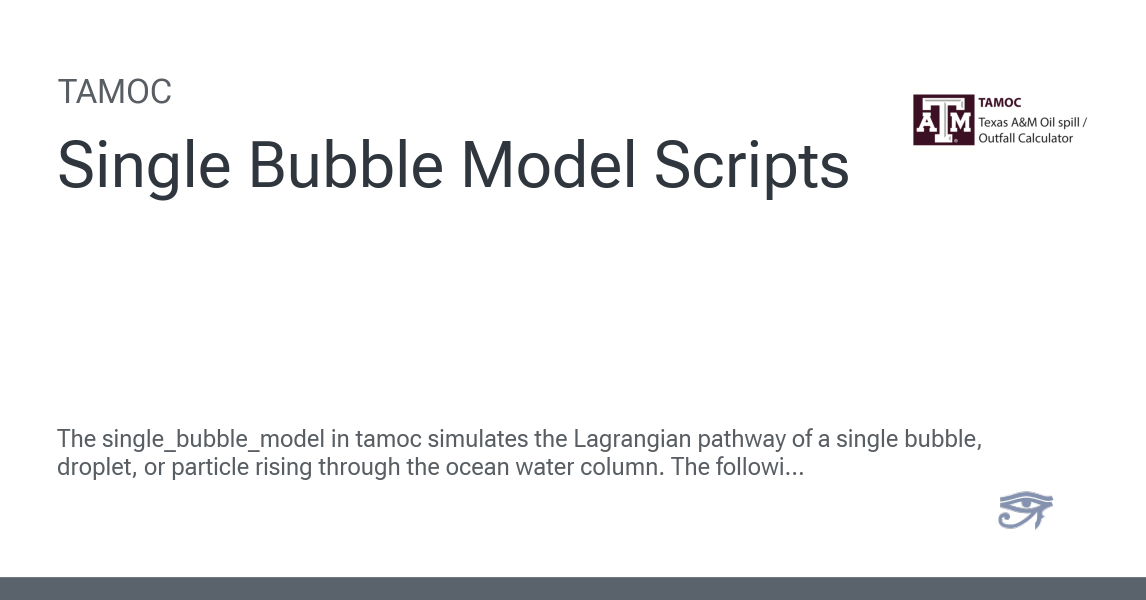 TAMOC
Single Bubble Model Scripts
ATM
TAMOC
Texas A&M Oil spill /
Outfall Calculator
The single_bubble_model in tamoc simulates the Lagrangian pathway of a single bubble,
droplet, or particle rising through the ocean water column. The followi...